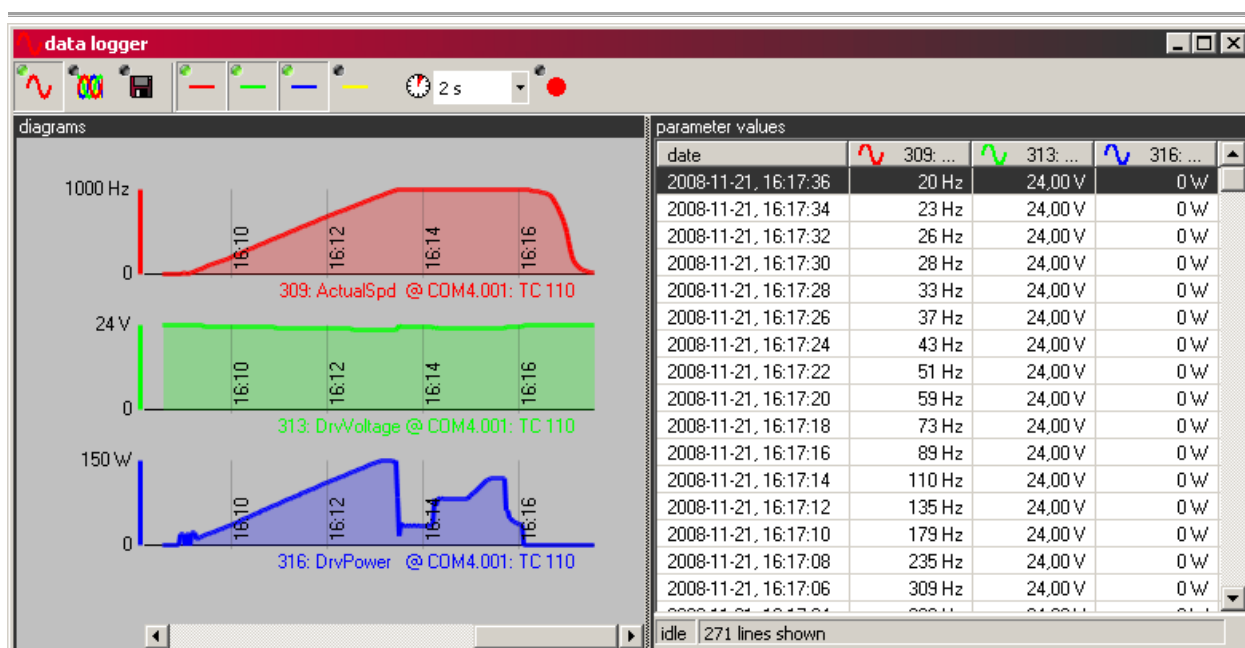 data logger
2 s
diagrams
1000 Hz
0
16:10
16:12
16:14
16:16
309: ActualSpd @ COM4.001: TC 110
24 V
0
16:10
16:12
16:14
16:16
313: DrvVoltage @ COM4.001: TC 110
150 W
0
16:10
16:12
16:14
16:16
316: DrvPower @ COM4.001: TC 110
parameter values
date 309: ... 313: ... 316: ...
2008-11-21, 16:17:36 20 Hz 24,00 V 0 W
2008-11-21, 16:17:34 23 Hz 24,00 V 0 W
2008-11-21, 16:17:32 26 Hz 24,00 V 0 W
2008-11-21, 16:17:30 28 Hz 24,00 V 0 W
2008-11-21, 16:17:28 33 Hz 24,00 V 0 W
2008-11-21, 16:17:26 37 Hz 24,00 V 0 W
2008-11-21, 16:17:24 43 Hz 24,00 V 0 W
2008-11-21, 16:17:22 51 Hz 24,00 V 0 W
2008-11-21, 16:17:20 59 Hz 24,00 V 0 W
2008-11-21, 16:17:18 73 Hz 24,00 V 0 W
2008-11-21, 16:17:16 89 Hz 24,00 V 0 W
2008-11-21, 16:17:14 110 Hz 24,00 V 0 W
2008-11-21, 16:17:12 135 Hz 24,00 V 0 W
2008-11-21, 16:17:10 179 Hz 24,00 V 0 W
2008-11-21, 16:17:08 235 Hz 24,00 V 0 W
2008-11-21, 16:17:06 309 Hz 24,00 V 0 W
idle 271 lines shown